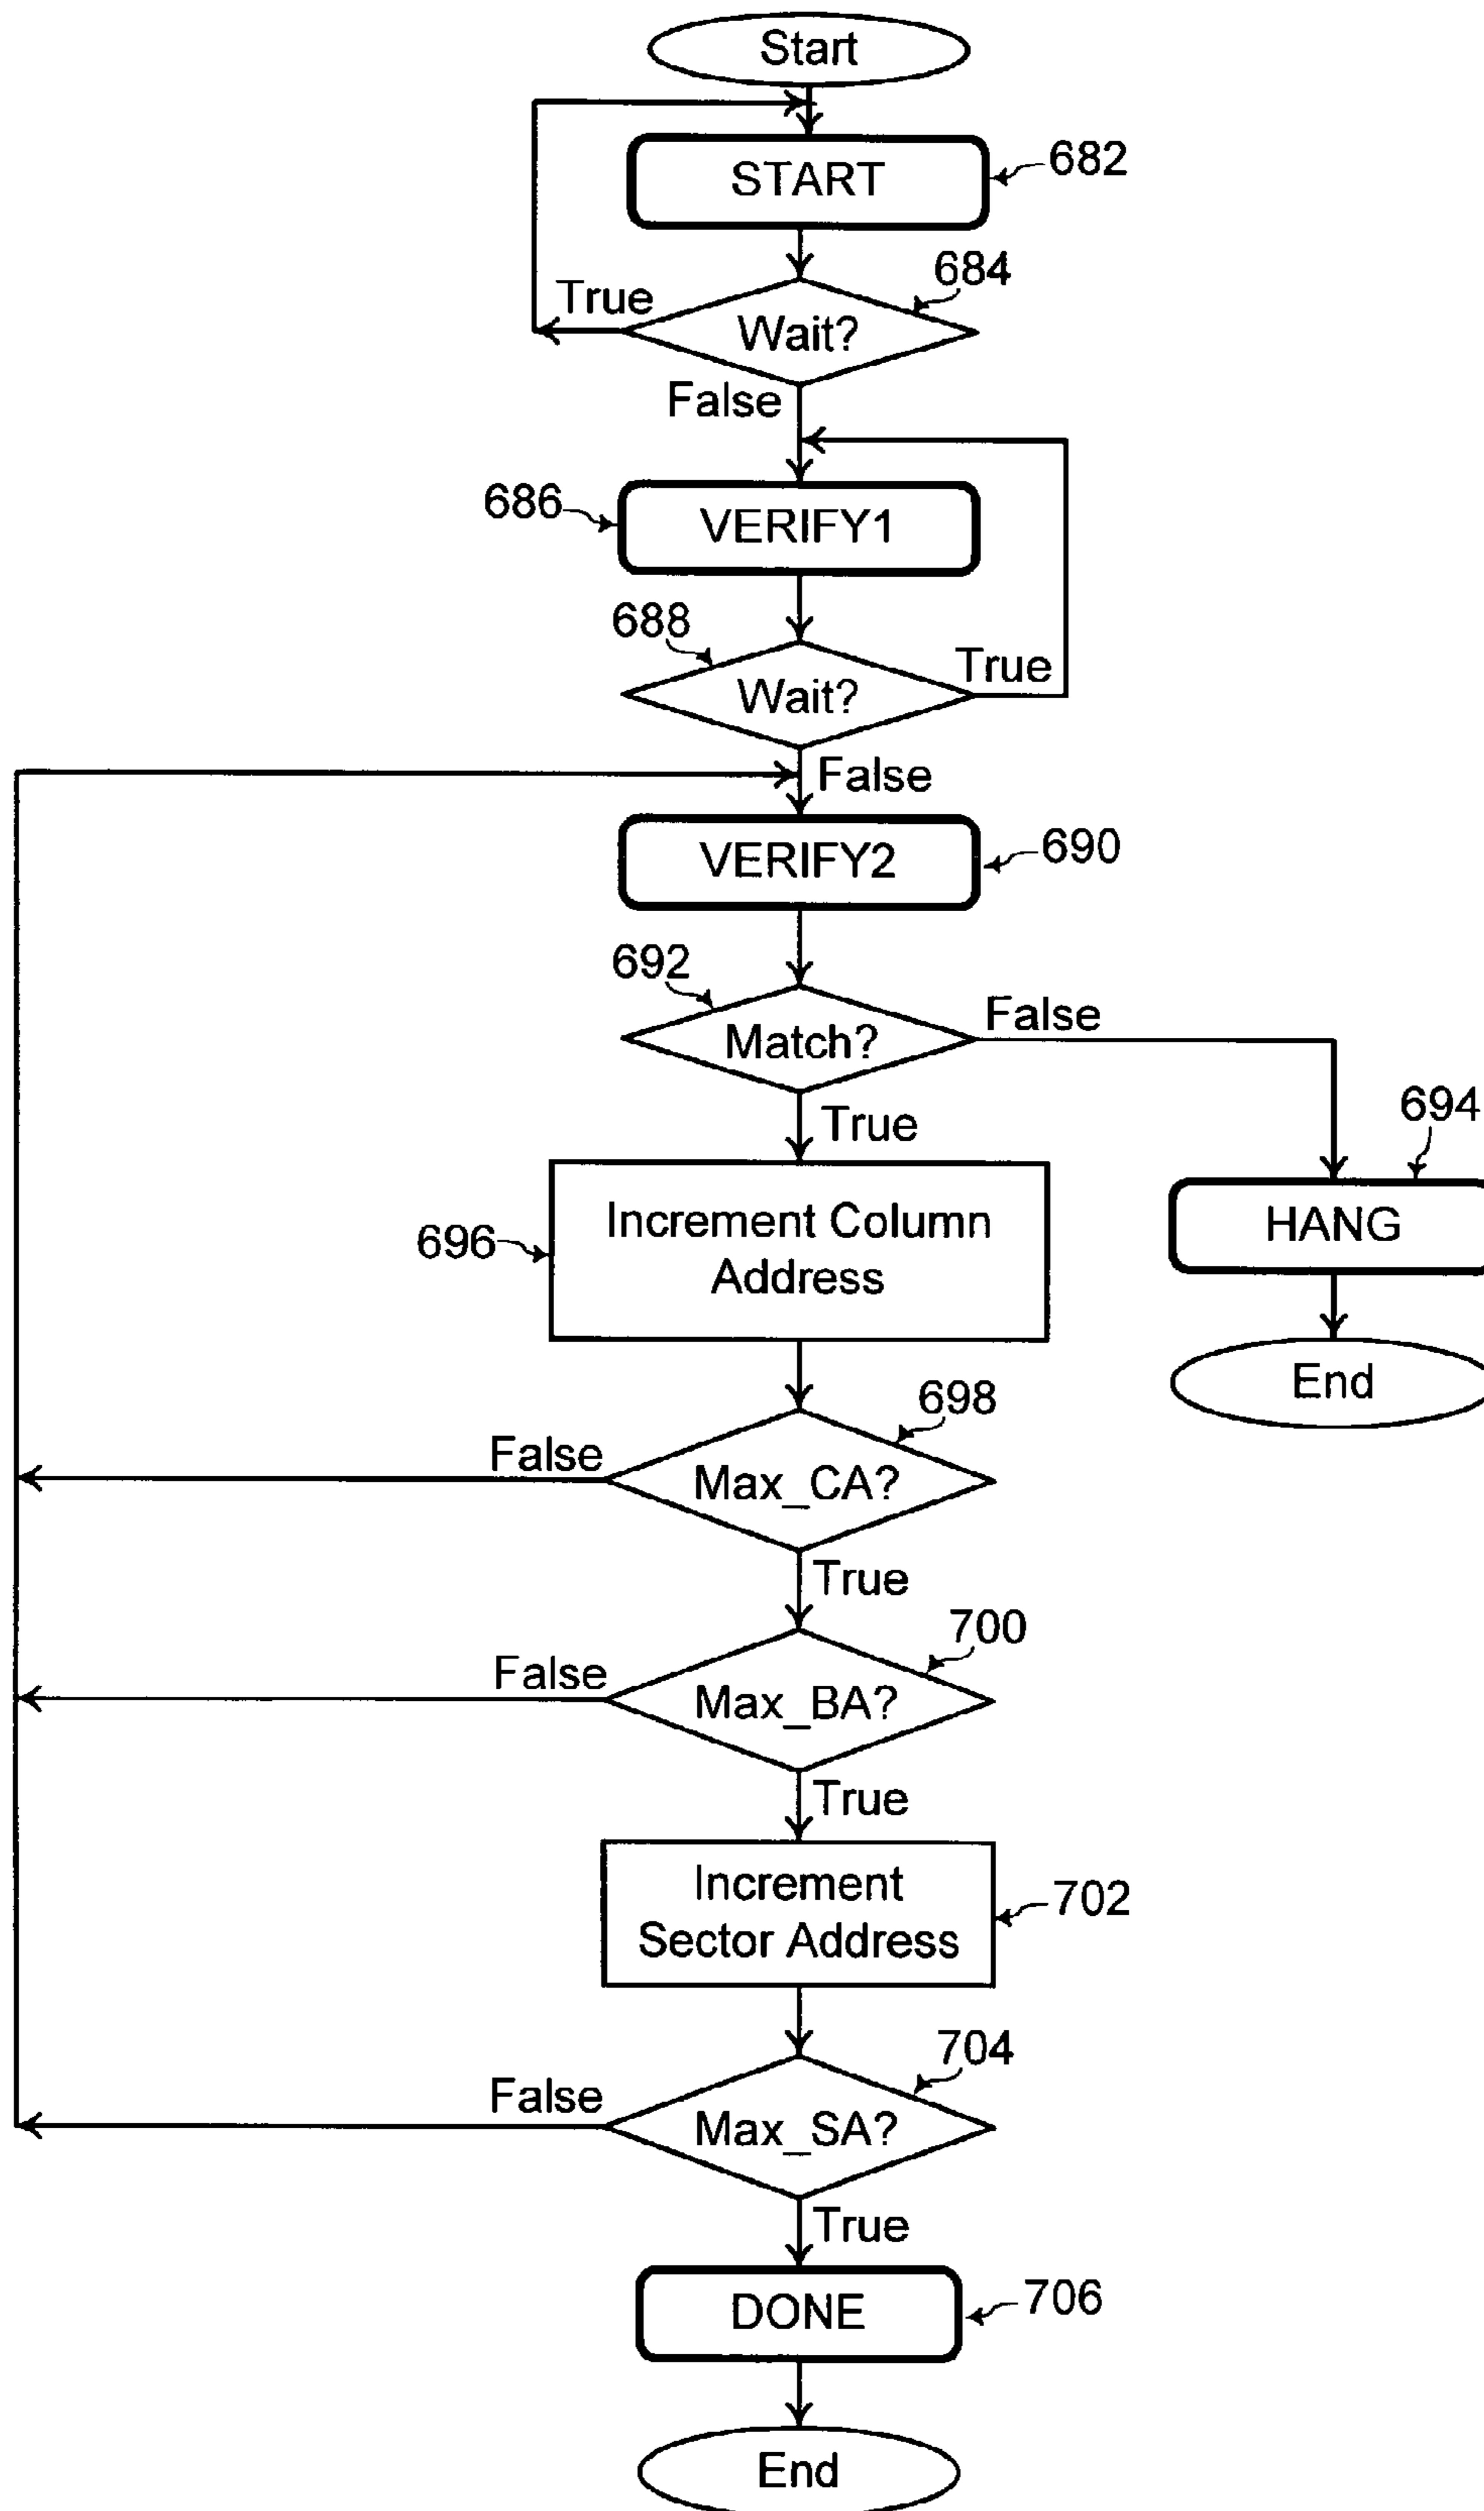 Start
START
682
684
True
Wait?
False
686
VERIFY1
688
True
Wait?
False
VERIFY2
690
692
False
Match?
694
True
696
Increment Column
Address
HANG
End
698
False
Max_CA?
True
700
False
Max_BA?
True
Increment
Sector Address
702
704
False
Max_SA?
True
DONE
706
End